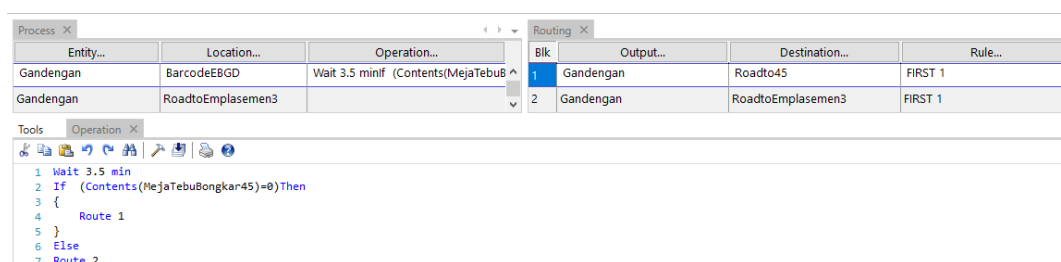 Process Routing
Entity... Location... Operation... Blk Output... Destination... Rule...
Gandengan BarcodeEBGD Wait 3.5 minIf (Contents(MejaTebuB 1 Gandengan Roadto45 FIRST 1
Gandengan RoadtoEmplasemen3 2 Gandengan RoadtoEmplasemen3 FIRST 1
Tools Operation
1 Wait 3.5 min
2 If (Contents(MejaTebuBongkar45)=0)Then
3 {
4 Route 1
5 }
6 Else
7 Route 2